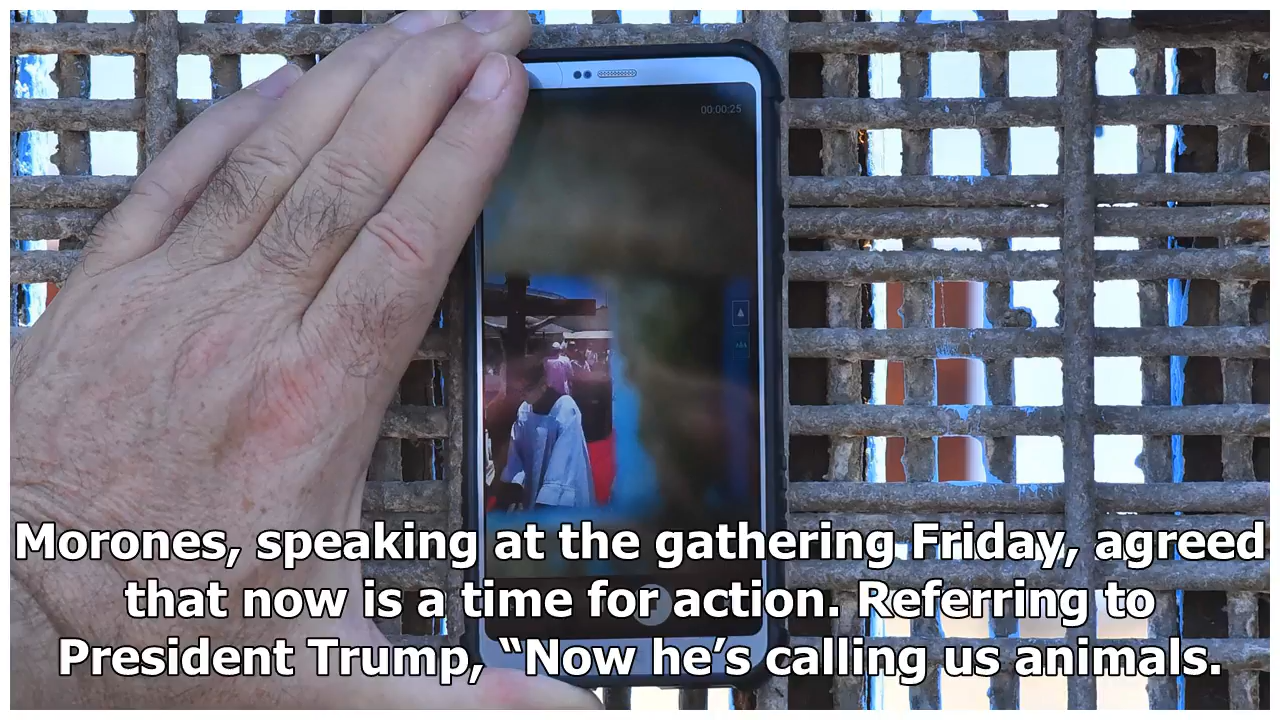 00:00:25
Morones, speaking at the gathering Friday, agreed
that now is a time for action. Referring to
President Trump, “Now he’s calling us animals.